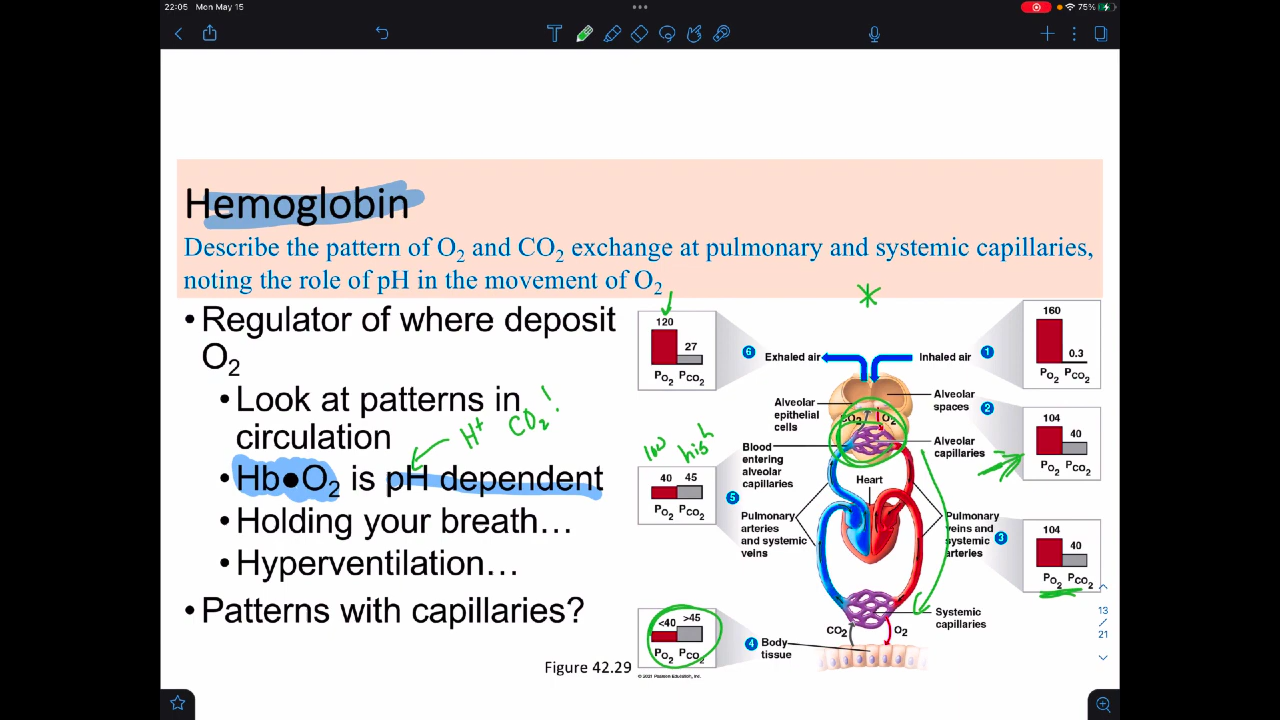 22:05 Mon May 15
75%
Hemoglobin
Describe the pattern of O2 and CO2 exchange at pulmonary and systemic capillaries,
noting the role of pH in the movement of O2
• Regulator of where deposit
O2
• Look at patterns in
circulation
H+ CO2!
• Hb●O2 is pH dependent
• Holding your breath…
• Hyperventilation…
• Patterns with capillaries?
Figure 42.29
*
120
27
PO2 PCO2
6
Exhaled air
Inhaled air
1
160
0.3
PO2 PCO2
Alveolar
epithelial
cells
CO2
O2
Alveolar
spaces
2
104
40
PO2 PCO2
low high
40 45
PO2 PCO2
5
Blood
entering
alveolar
capillaries
Alveolar
capillaries
Heart
Pulmonary
arteries
and systemic
veins
Pulmonary
veins and
systemic
arteries
3
104
40
PO2 PCO2
<40 >45
PO2 PCO2
4
Body
tissue
CO2
O2
Systemic
capillaries
© 2021 Pearson Education, Inc.
13
/
21